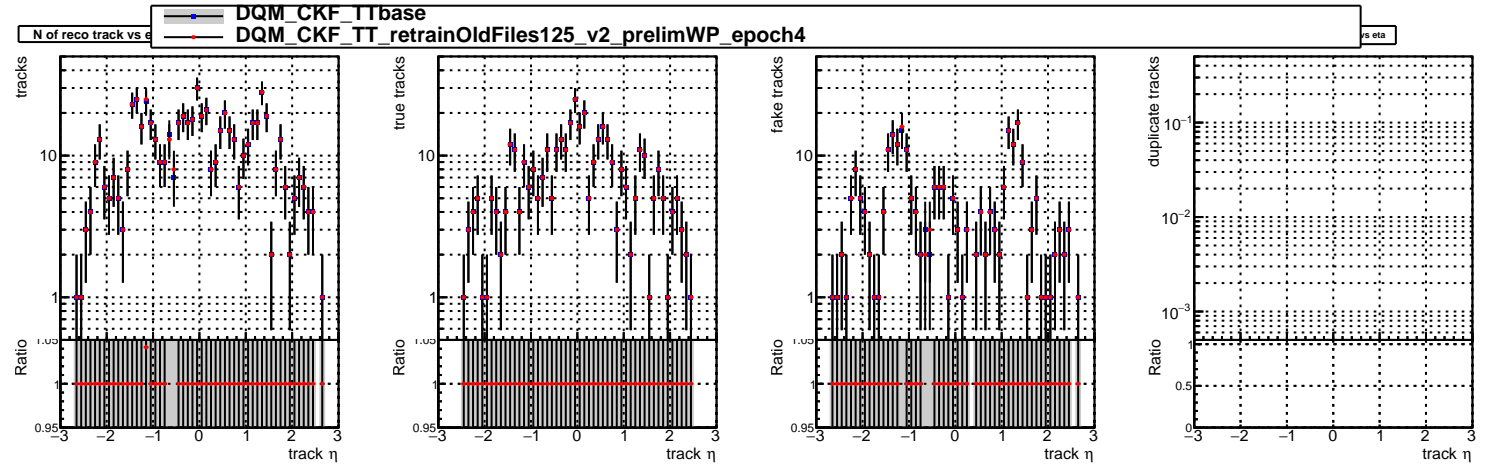 DQM_CKF_TTbase
DQM_CKF_TT_retrainOldFiles125_v2_prelimWP_epoch4
N of reco track vs e
vs eta
tracks
10
1
Ratio
1.05
1
0.95
−3 −2 −1 0 1 2 3
track η
true tracks
10
1
Ratio
1.05
1
0.95
−3 −2 −1 0 1 2 3
track η
fake tracks
10
1
Ratio
1.05
1
0.95
−3 −2 −1 0 1 2 3
track η
duplicate tracks
10−1
10−2
10−3
Ratio
1
0.5
0
−3 −2 −1 0 1 2 3
track η